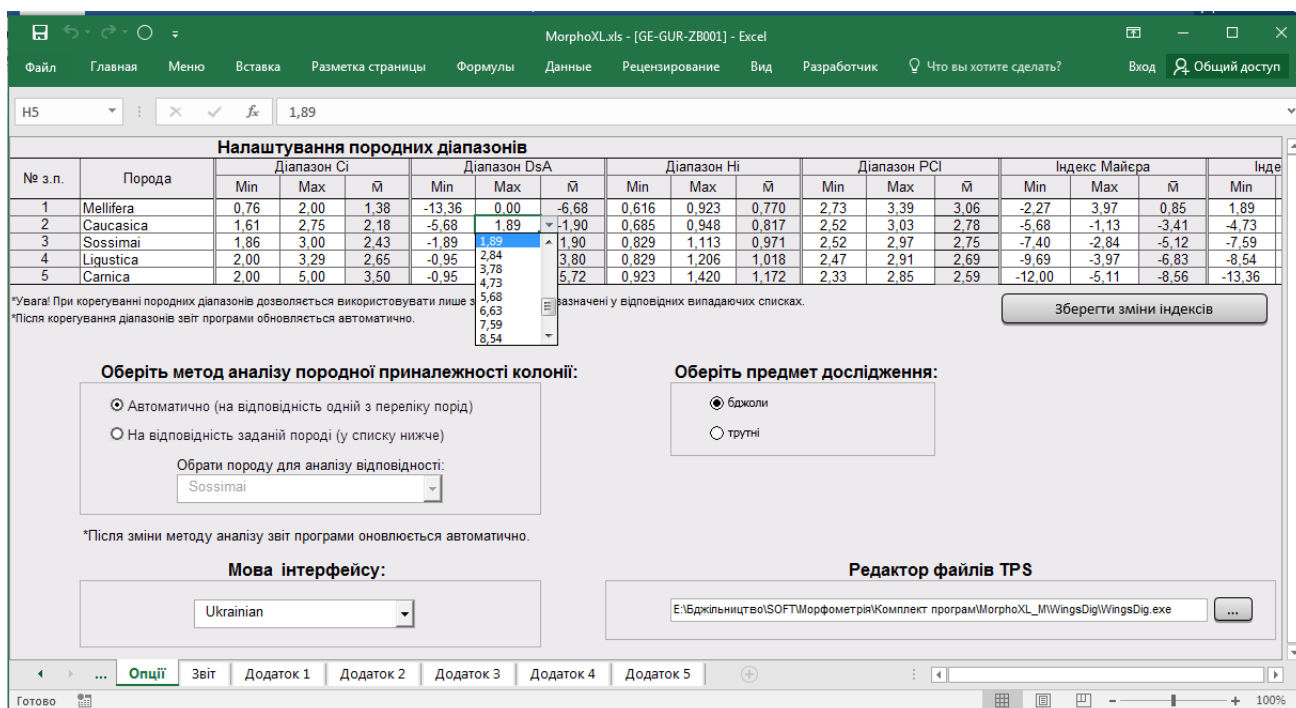 MorphoXL.xls - [GE-GUR-ZB001] - Excel
Файл Главная Меню Вставка Разметка страницы Формулы Данные Рецензирование Вид Разработчик Что вы хотите сделать? Вход Общий доступ
H5 fx 1,89
Налаштування породних діапазонів
№ з.п. Порода Діапазон Ci Діапазон DsA Діапазон Hi Діапазон PCI Індекс Майєра Інде
Min Max M̄ Min Max M̄ Min Max M̄ Min Max M̄ Min Max M̄ Min
1 Mellifera 0,76 2,00 1,38 -13,36 0,00 -6,68 0,616 0,923 0,770 2,73 3,39 3,06 -2,27 3,97 0,85 1,89
2 Caucasica 1,61 2,75 2,18 -5,68 1,89 -1,90 0,685 0,948 0,817 2,52 3,03 2,78 -5,68 -1,13 -3,41 -4,73
3 Sossimai 1,86 3,00 2,43 -1,89 1,90 0,829 1,113 0,971 2,52 2,97 2,75 -7,40 -2,84 -5,12 -7,59
4 Ligustica 2,00 3,29 2,65 -0,95 3,80 0,829 1,206 1,018 2,47 2,91 2,69 -9,69 -3,97 -6,83 -8,54
5 Carnica 2,00 5,00 3,50 -0,95 5,72 0,923 1,420 1,172 2,33 2,85 2,59 -12,00 -5,11 -8,56 -13,36
1,89
2,84
3,78
4,73
5,68
6,63
7,59
8,54
*Увага! При корегуванні породних діапазонів дозволяється використовувати лише з зазначені у відповідних випадаючих списках.
*Після корегування діапазонів звіт програми обновляється автоматично.
Зберегти зміни індексів
Оберіть метод аналізу породної приналежності колонії:
Автоматично (на відповідність одній з переліку порід)
На відповідність заданій породі (у списку нижче)
Обрати породу для аналізу відповідності:
Sossimai
*Після зміни методу аналізу звіт програми оновлюється автоматично.
Оберіть предмет дослідження:
бджоли
трутні
Мова інтерфейсу:
Ukrainian
Редактор файлів TPS
E:\Бджільництво\SOFT\Морфометрія\Комплект програм\MorphoXL_M\WingsDig\WingsDig.exe ...
... Опції Звіт Додаток 1 Додаток 2 Додаток 3 Додаток 4 Додаток 5
Готово 100%